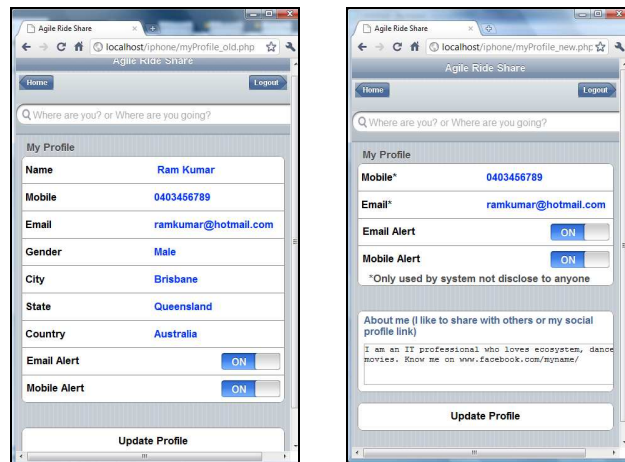 Agile Ride Share
localhost/iphone/myProfile_old.php
Agile Ride Share
Home
Logout
Where are you? or Where are you going?
My Profile
Name Ram Kumar
Mobile 0403456789
Email ramkumar@hotmail.com
Gender Male
City Brisbane
State Queensland
Country Australia
Email Alert ON
Mobile Alert ON
Update Profile
Agile Ride Share
localhost/iphone/myProfile_new.php
Agile Ride Share
Home
Logout
Where are you? or Where are you going?
My Profile
Mobile* 0403456789
Email* ramkumar@hotmail.com
Email Alert ON
Mobile Alert ON
*Only used by system not disclose to anyone
About me (I like to share with others or my social
profile link)
I am an IT professional who loves ecosystem, dance
movies. Know me on www.facebook.com/myname/
Update Profile